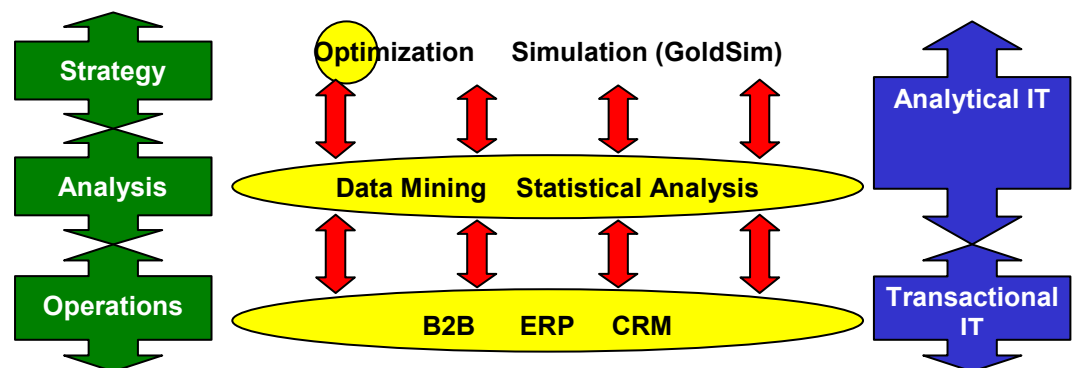 Strategy
Optimization Simulation (GoldSim)
Analytical IT
Analysis
Data Mining Statistical Analysis
Operations
B2B ERP CRM
Transactional
IT